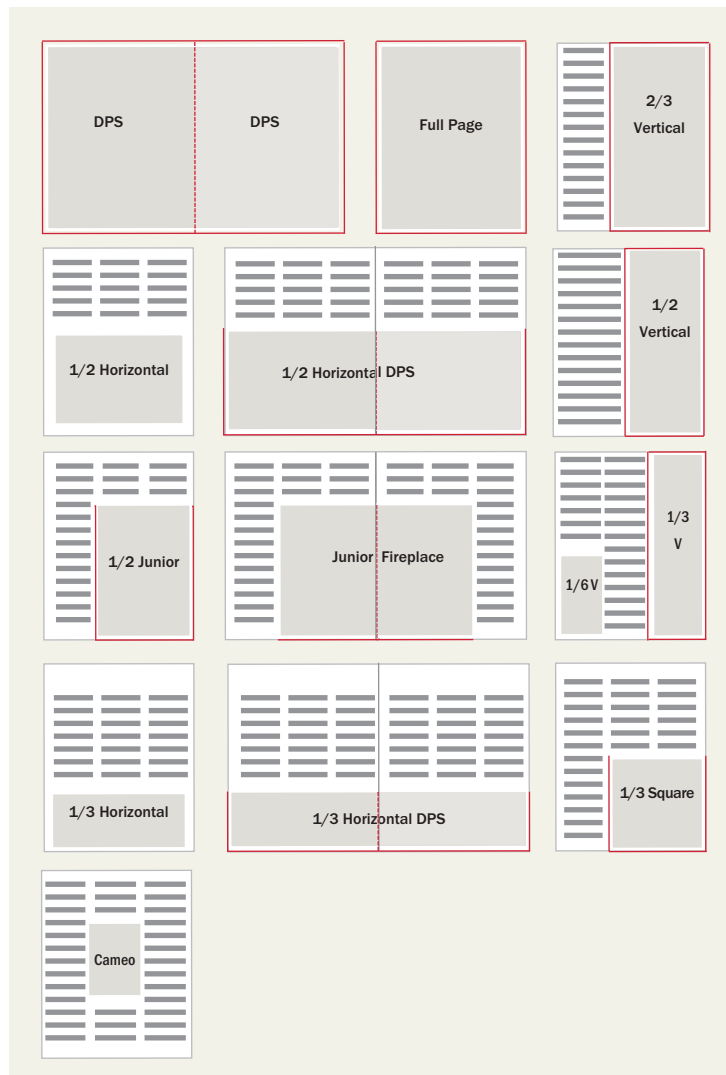 DPS
DPS
Full Page
2/3
Vertical
1/2 Horizontal
1/2 Horizontal DPS
1/2
Vertical
1/2 Junior
Junior Fireplace
1/3
V
1/6 V
1/3 Horizontal
1/3 Horizontal DPS
1/3 Square
Cameo